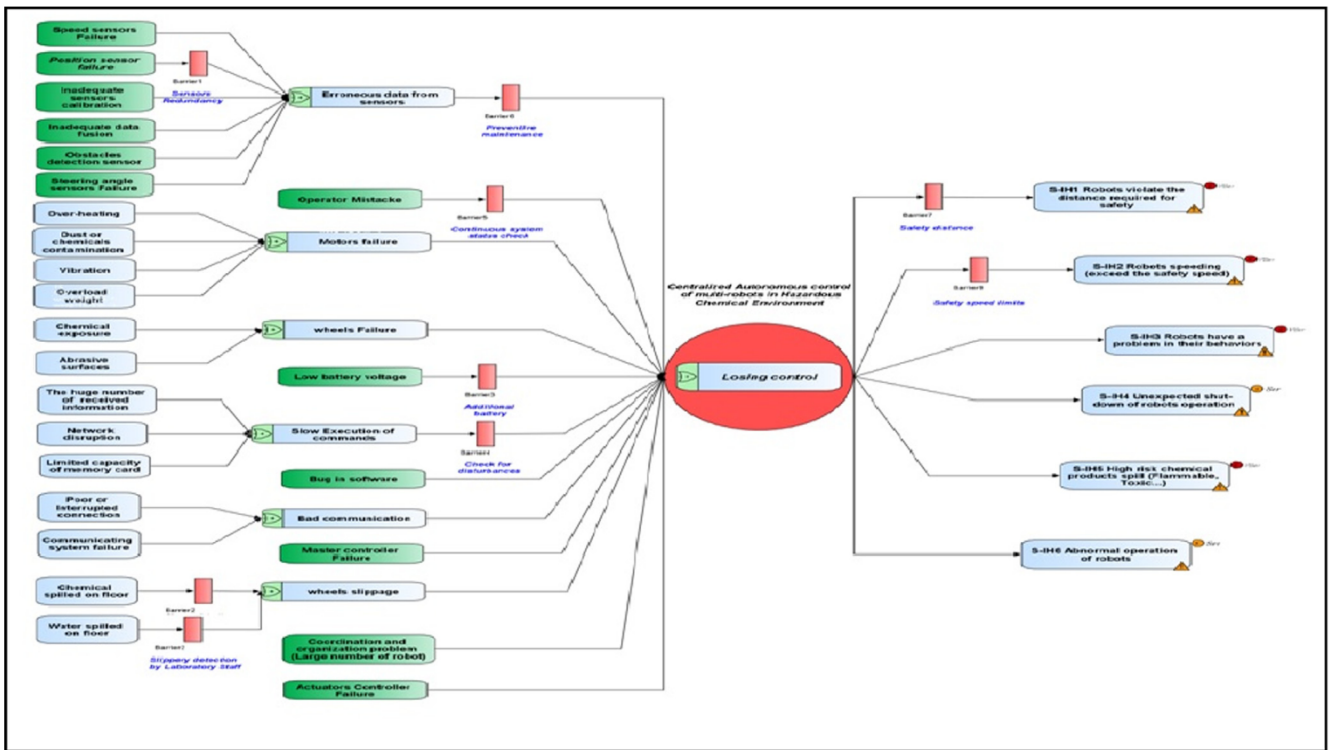 Speed sensors
Failure
Position sensor
failure
Barrier1
Sensors
Redundancy
Inadequate
sensors
calibration
Inadequate data
fusion
Obstacles
detection sensor
Steering angle
sensors Failure
Erroneous data from
sensors
Preventive
maintenance
Over-heating
Dust or
chemicals
contamination
Vibration
Overload
weight
Operator Mistacke
Barrier5
Continuous system
status check
Motors failure
Chemical
exposure
Abrasive
surfaces
wheels Failure
Low battery voltage
Barrier3
Additional
battery
The huge number
of received
information
Network
disruption
Limited capacity
of memory card
Slow Execution of
commands
Check for
disturbances
Bug in software
Poor or
Interrupted
connection
Communicating
system failure
Bad communication
Master controller
Failure
Chemical
spilled on floor
Barrier2
Water spilled
on floor
Slippery detection
by Laboratory Staff
wheels slippage
Coordination and
organization problem
(Large number of robot)
Actuators Controller
Failure
Centralized Autonomous control
of multi-robots in Hazardous
Chemical Environment
Losing control
Barrier7
Safety distance
S-IH1 Robots violate the
distance required for
safety
Safety speed limits
S-IH2 Robots speeding
(exceed the safety speed)
S-IH3 Robots have a
problem in their behaviors
S-IH4 Unexpected shut-
down of robots operation
S-IH5 High risk chemical
products spill (Flammable,
Toxic...)
S-IH6 Abnormal operation
of robots